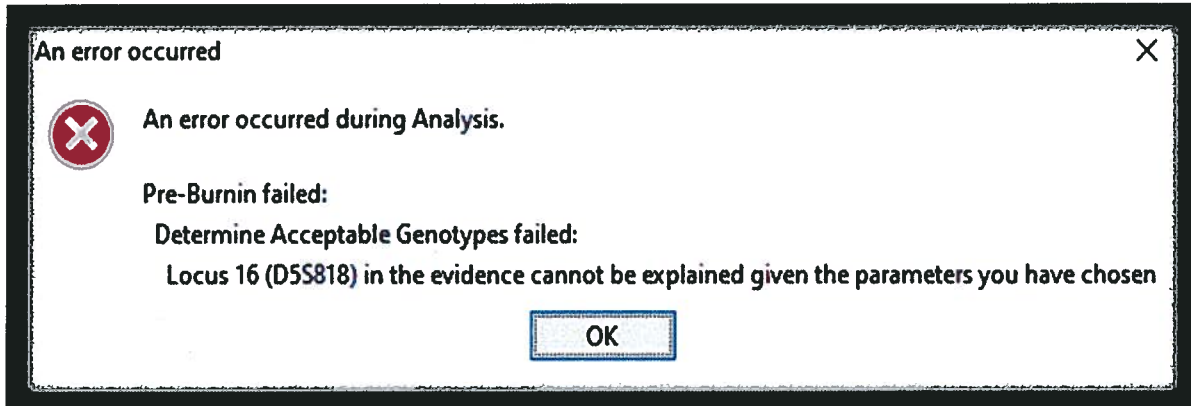 An error occurred
An error occurred during Analysis.
Pre-Burnin failed:
Determine Acceptable Genotypes failed:
Locus 16 (D5S818) in the evidence cannot be explained given the parameters you have chosen
OK